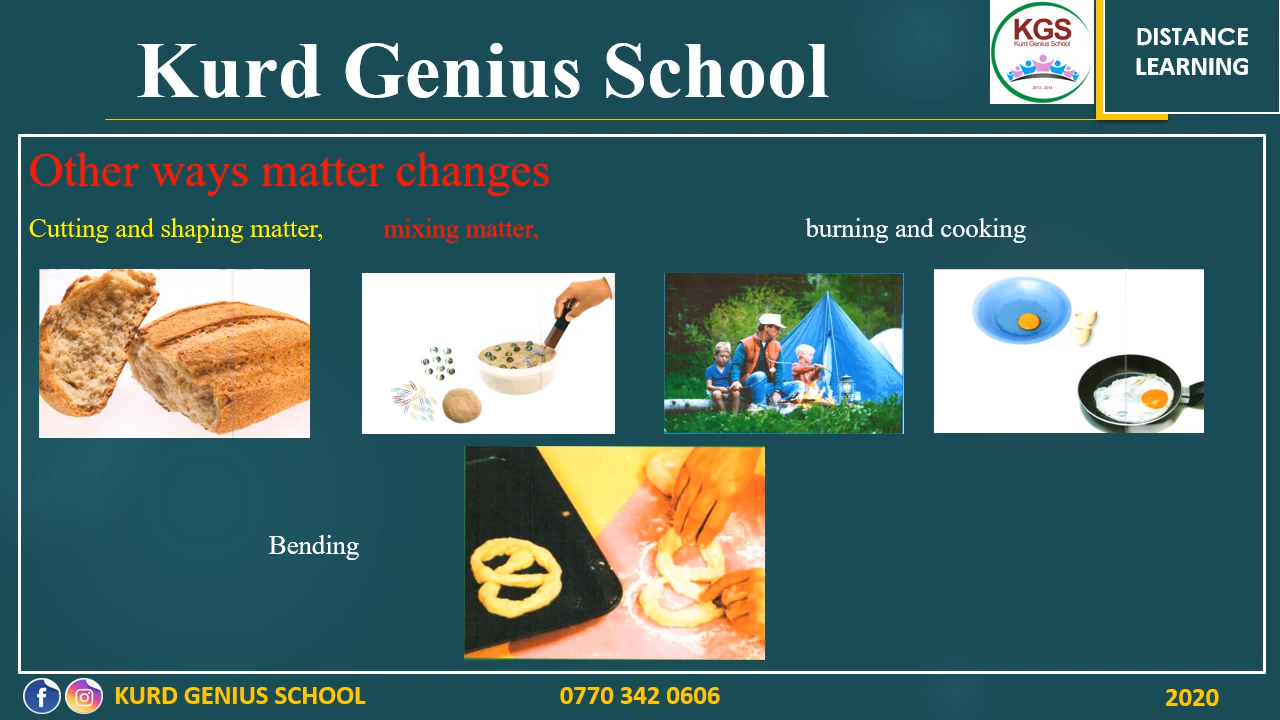 Kurd Genius School
KGS
Kurd Genius School
2013 - 2014
DISTANCE
LEARNING
Other ways matter changes
Cutting and shaping matter, mixing matter, burning and cooking
Bending
KURD GENIUS SCHOOL 0770 342 0606 2020